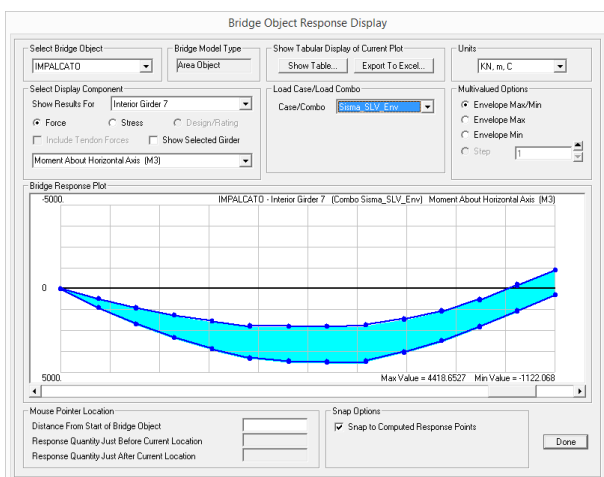 Bridge Object Response Display
Select Bridge Object
IMPALCATO
Bridge Model Type
Area Object
Show Tabular Display of Current Plot
Show Table...
Export To Excel...
Units
KN, m, C
Select Display Component
Show Results For
Interior Girder 7
Force
Stress
Design/Rating
Include Tendon Forces
Show Selected Girder
Moment About Horizontal Axis (M3)
Load Case/Load Combo
Case/Combo
Sisma_SLV_Env
Multivalued Options
Envelope Max/Min
Envelope Max
Envelope Min
Step
1
Bridge Response Plot
-5000.
IMPALCATO - Interior Girder 7 (Combo Sisma_SLV_Env) Moment About Horizontal Axis (M3)
0
5000.
Max Value = 4418.6527 Min Value = -1122.068
Mouse Pointer Location
Distance From Start of Bridge Object
Response Quantity Just Before Current Location
Response Quantity Just After Current Location
Snap Options
Snap to Computed Response Points
Done